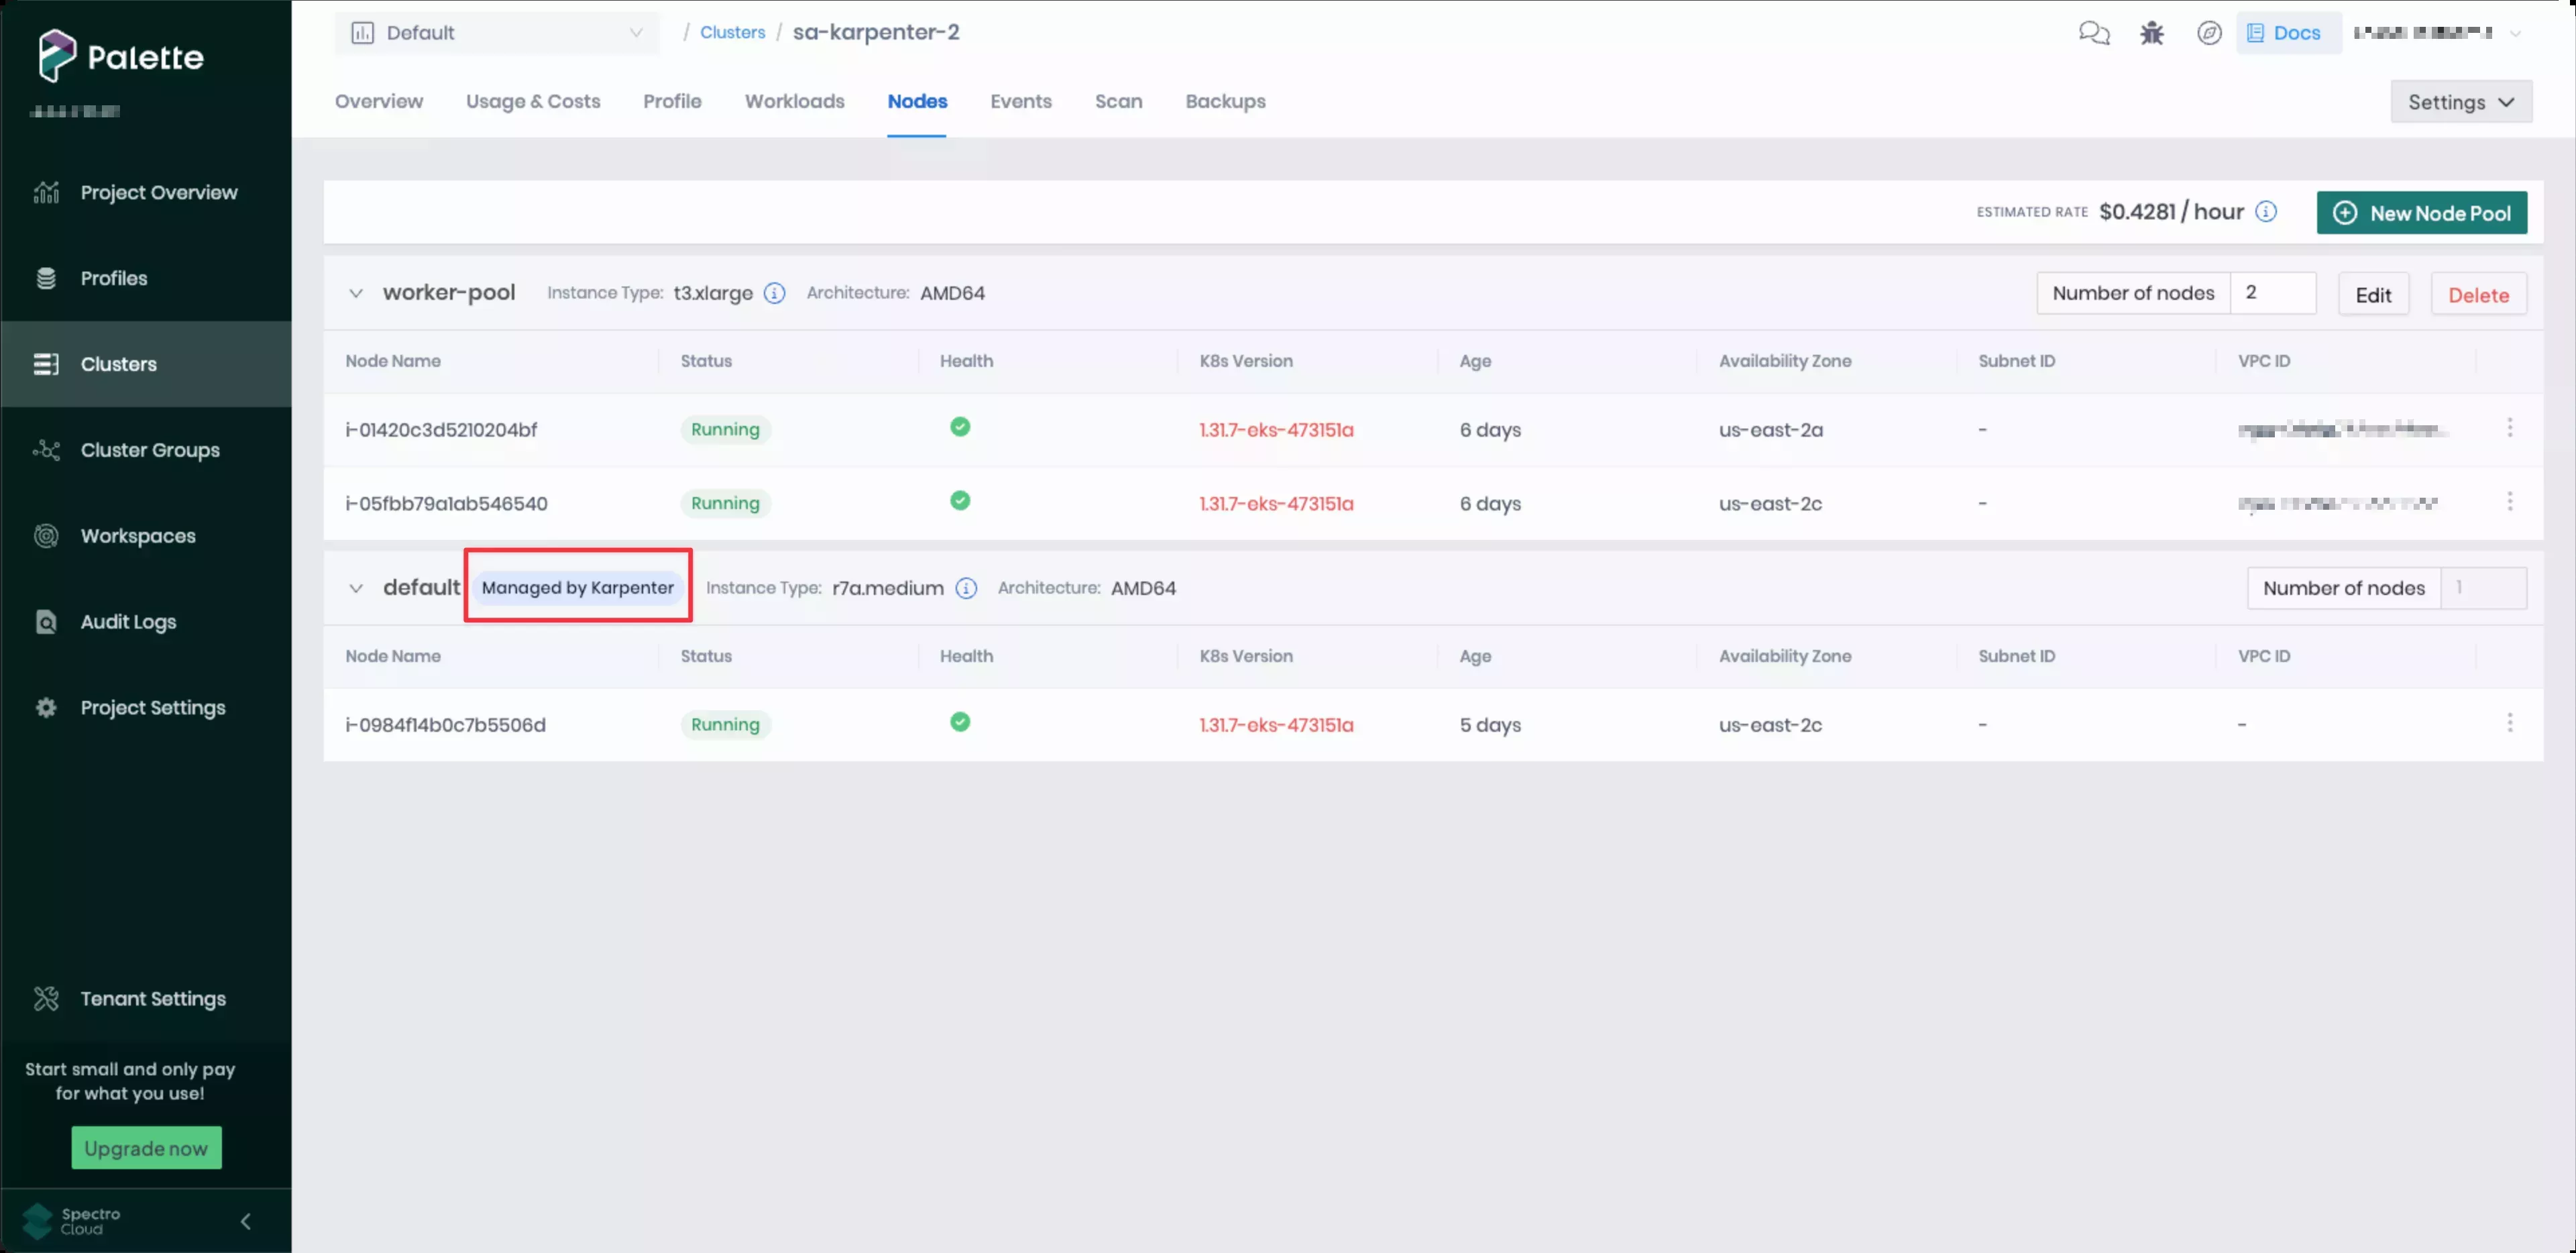 Palette
Default
/ Clusters / sa-karpenter-2
Docs
Overview
Usage & Costs
Profile
Workloads
Nodes
Events
Scan
Backups
Settings
Project Overview
Profiles
Clusters
Cluster Groups
Workspaces
Audit Logs
Project Settings
Tenant Settings
Start small and only pay
for what you use!
Upgrade now
Spectro
Cloud
ESTIMATED RATE $0.4281 / hour
New Node Pool
worker-pool Instance Type: t3.xlarge Architecture: AMD64
Number of nodes 2 Edit Delete
Node Name Status Health K8s Version Age Availability Zone Subnet ID VPC ID
i-01420c3d5210204bf Running 1.31.7-eks-473151a 6 days us-east-2a -
i-05fbb79a1ab546540 Running 1.31.7-eks-473151a 6 days us-east-2c -
default Managed by Karpenter Instance Type: r7a.medium Architecture: AMD64
Number of nodes 1
Node Name Status Health K8s Version Age Availability Zone Subnet ID VPC ID
i-0984f14b0c7b5506d Running 1.31.7-eks-473151a 5 days us-east-2c - -